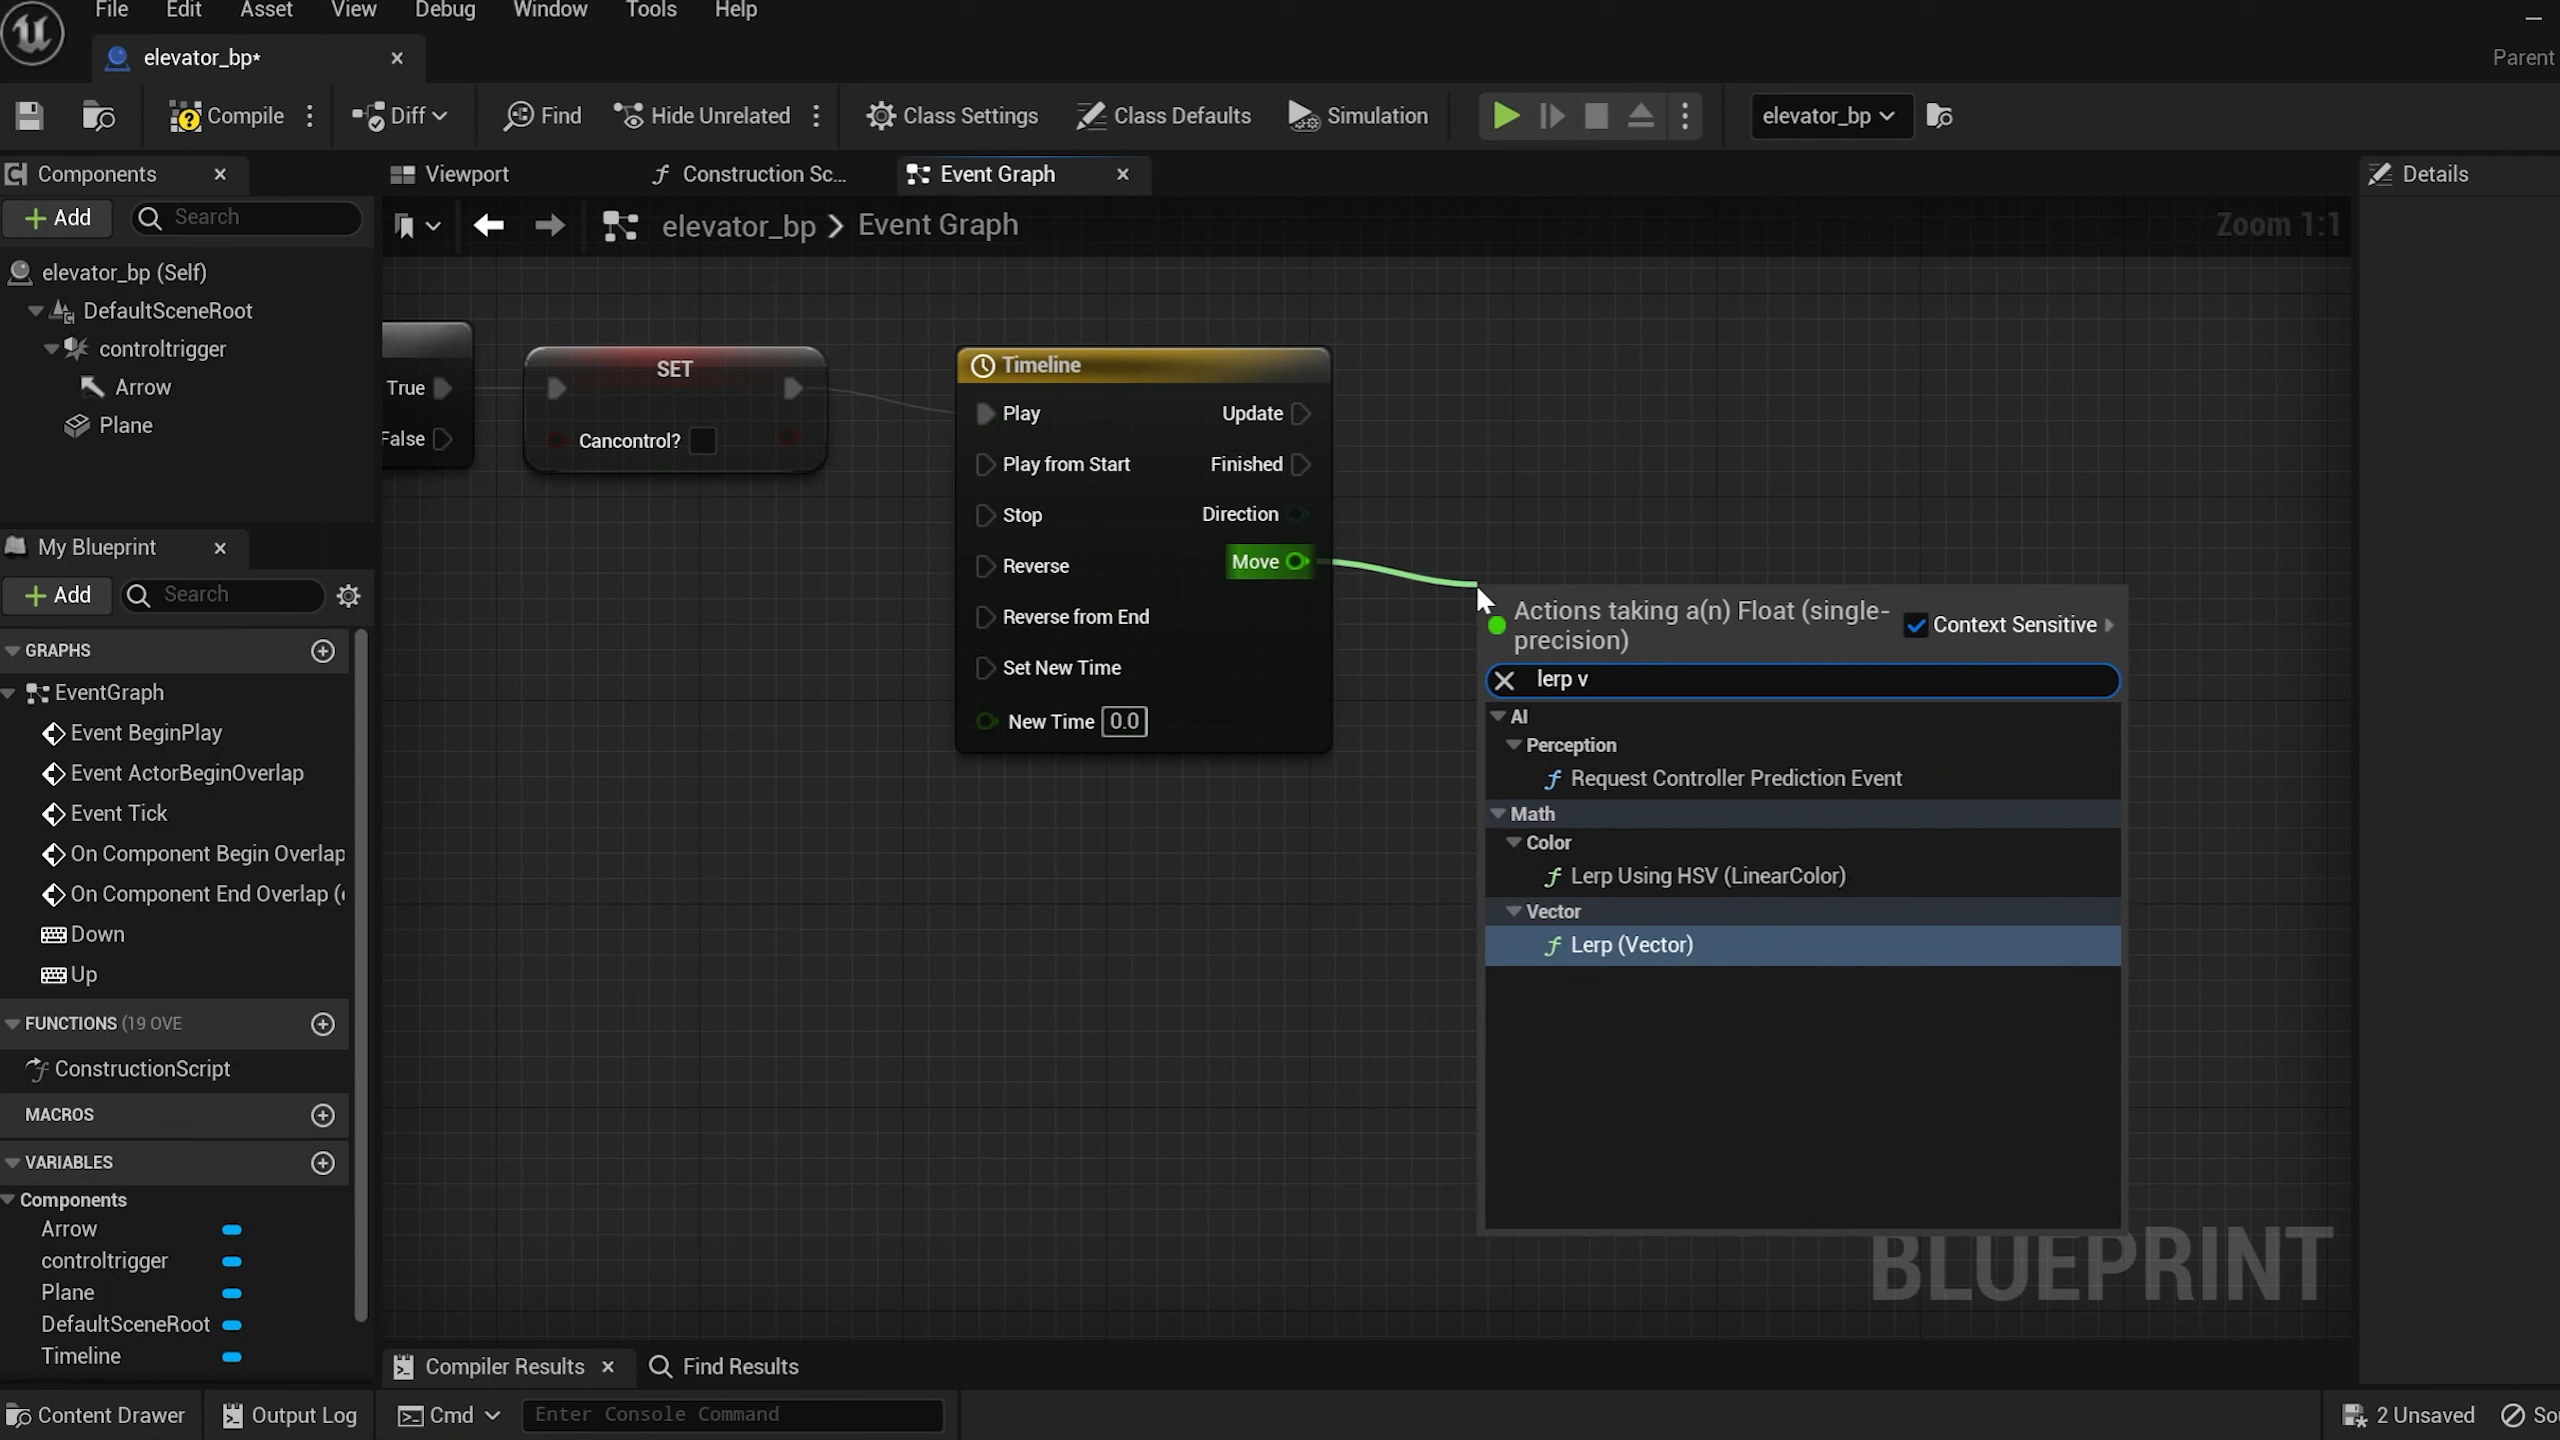 File Edit Asset View Debug Window Tools Help
elevator_bp*
Parent
Compile Diff Find Hide Unrelated Class Settings Class Defaults Simulation elevator_bp
Components Viewport Construction Sc... Event Graph Details
Add Search
elevator_bp Event Graph Zoom 1:1
elevator_bp (Self)
DefaultSceneRoot
controltrigger
Arrow
Plane
True
False
SET
Cancontrol?
Timeline
Play Update
Play from Start Finished
Stop Direction
Reverse Move
Reverse from End
Set New Time
New Time 0.0
Actions taking a(n) Float (single-
precision)
Context Sensitive
lerp v
AI
Perception
Request Controller Prediction Event
Math
Color
Lerp Using HSV (LinearColor)
Vector
Lerp (Vector)
My Blueprint
Add Search
GRAPHS
EventGraph
Event BeginPlay
Event ActorBeginOverlap
Event Tick
On Component Begin Overlap
On Component End Overlap (
Down
Up
FUNCTIONS (19 OVE
ConstructionScript
MACROS
VARIABLES
Components
Arrow
controltrigger
Plane
DefaultSceneRoot
Timeline
BLUEPRINT
Compiler Results Find Results
Content Drawer Output Log Cmd Enter Console Command 2 Unsaved So